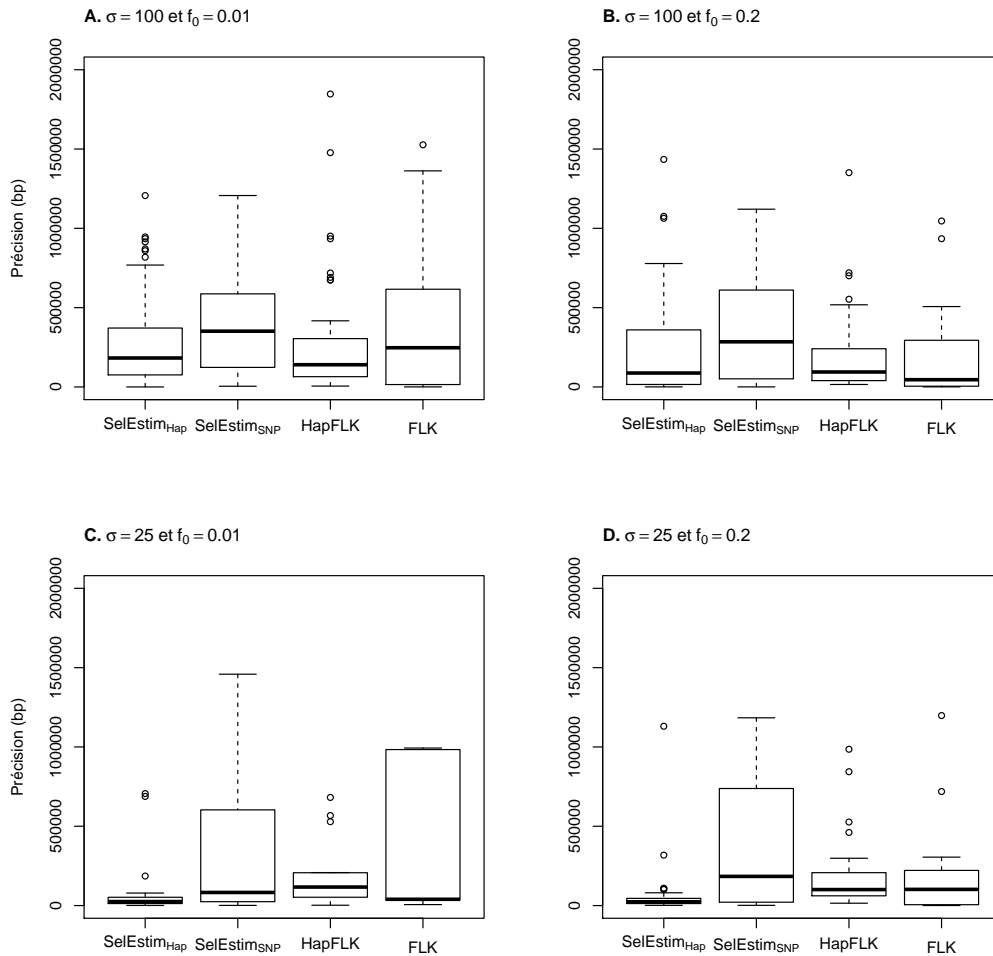 A. σ = 100 et f₀ = 0.01
Précision (bp)
0 500000 1000000 1500000 2000000
SelEstimHap SelEstimSNP HapFLK FLK
B. σ = 100 et f₀ = 0.2
0 500000 1000000 1500000 2000000
SelEstimHap SelEstimSNP HapFLK FLK
C. σ = 25 et f₀ = 0.01
Précision (bp)
0 500000 1000000 1500000 2000000
SelEstimHap SelEstimSNP HapFLK FLK
D. σ = 25 et f₀ = 0.2
0 500000 1000000 1500000 2000000
SelEstimHap SelEstimSNP HapFLK FLK